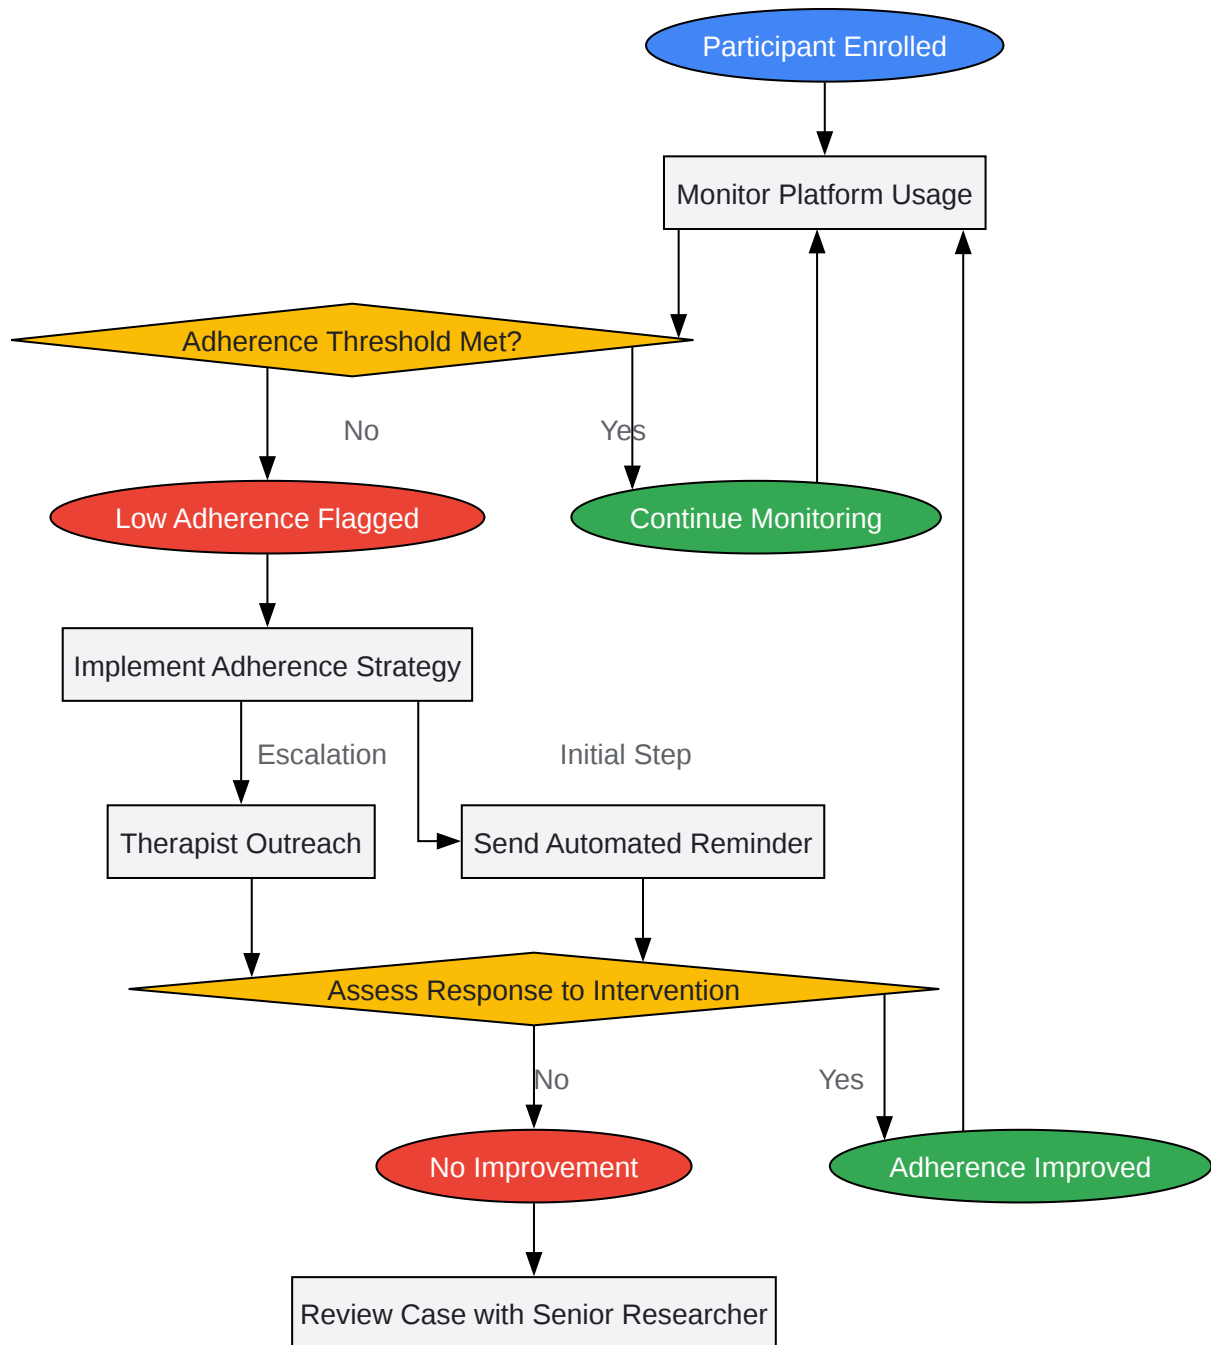 Participant Enrolled
Monitor Platform Usage
Adherence Threshold Met?
No
Yes
Low Adherence Flagged
Continue Monitoring
Implement Adherence Strategy
Escalation
Initial Step
Therapist Outreach
Send Automated Reminder
Assess Response to Intervention
No
Yes
No Improvement
Adherence Improved
Review Case with Senior Researcher